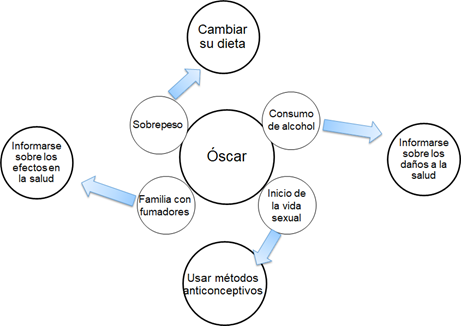 Cambiar
su dieta
Sobrepeso
Consumo
de alcohol
Óscar
Informarse
sobre los
efectos en
la salud
Informarse
sobre los
daños a la
salud
Familia con
fumadores
Inicio de
la vida
sexual
Usar métodos
anticonceptivos